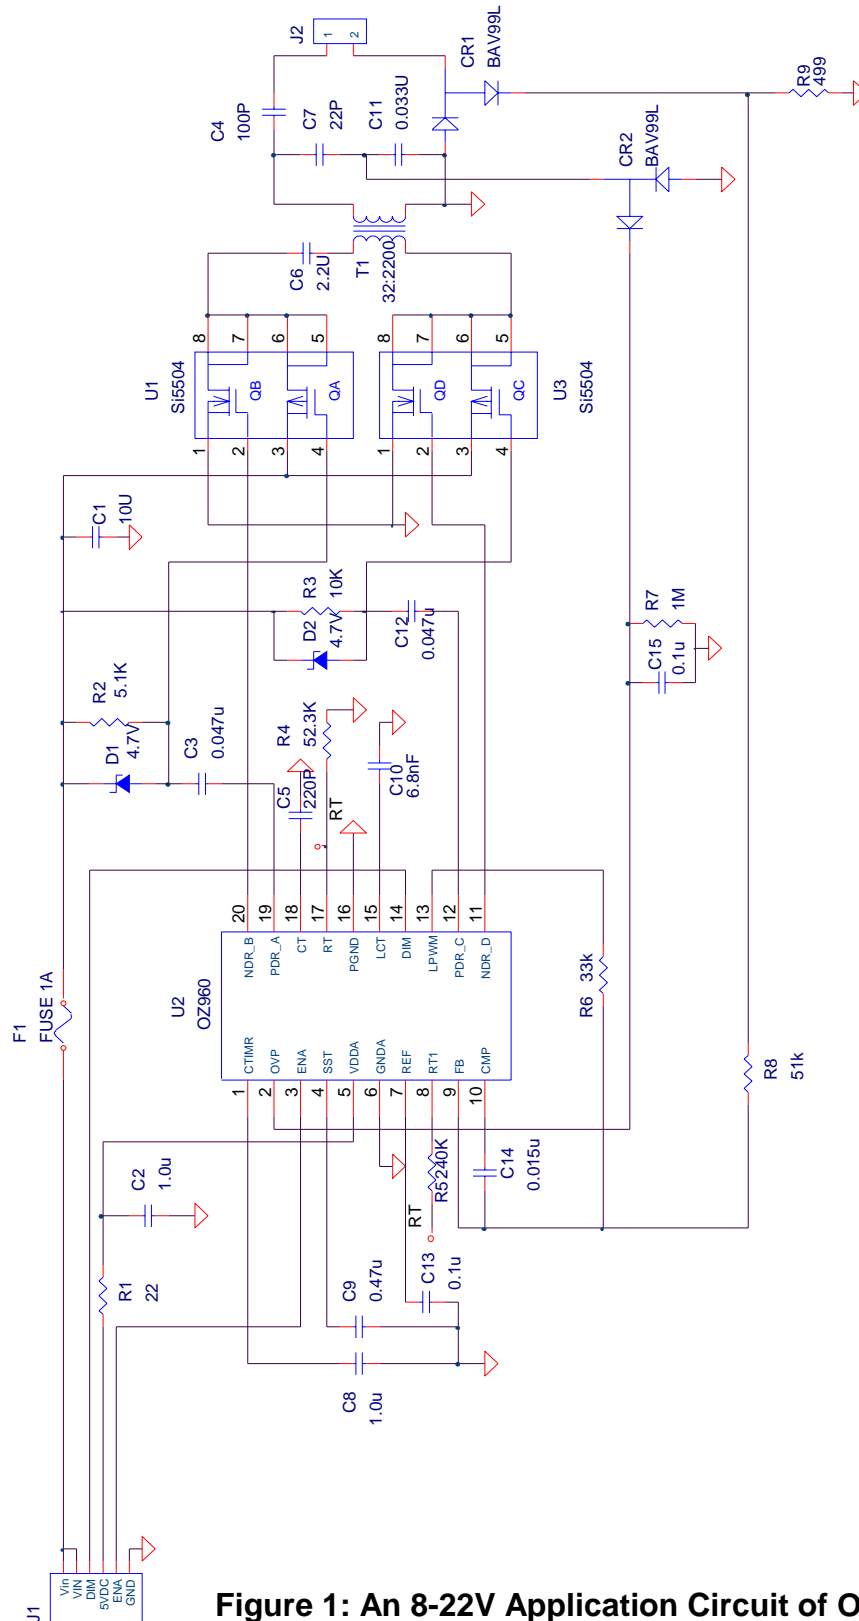 J2
1
2
CR1
BAV99L
C4
100P
C7
22P
C11
0.033U
R9
499
CR2
BAV99L
C6
2.2U
T1
32:2200
U1
Si5504
8
7
6
5
QB
QA
1
2
3
4
U3
Si5504
8
7
6
5
QD
QC
1
2
3
4
C1
10U
R3
10K
D2
4.7V
C12
0.047u
R7
1M
C15
0.1u
R2
5.1K
D1
4.7V
C3
0.047u
R4
52.3K
C5
220P
RT
C10
6.8nF
20
19
18
17
16
15
14
13
12
11
NDR_B
PDR_A
CT
RT
PGND
LCT
DIM
LPWM
PDR_C
NDR_D
U2
OZ960
CTIMR
OVP
ENA
SST
VDDA
GNDA
REF
RT1
FB
CMP
1
2
3
4
5
6
7
8
9
10
F1
FUSE 1A
R6 33k
R8
51k
C2
1.0u
R5
240K
RT
C14
0.015u
C13
0.1u
R1
22
C9
0.47u
C8
1.0u
J1
Vin
VIN
DIM
5VDC
ENA
GND
Figure 1: An 8-22V Application Circuit of O